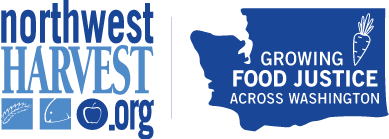 northwest
HARVEST
.org
GROWING
FOOD JUSTICE
ACROSS WASHINGTON